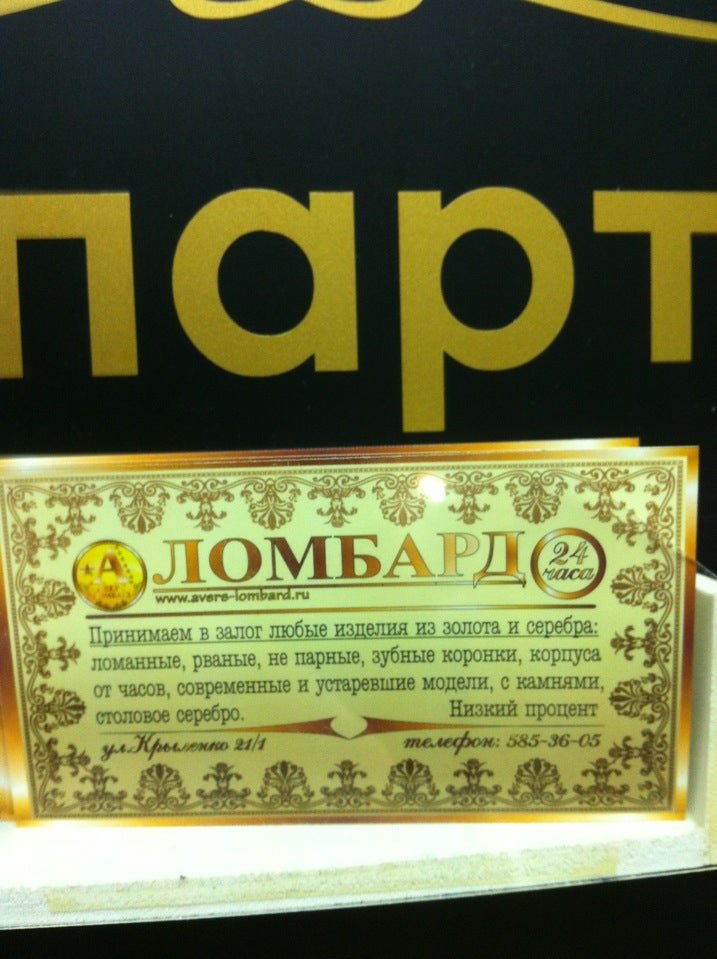 парт
ЛОМБАРД
24
часа
А
www.avere-lombard.ru
Принимаем в залог любые изделия из золота и серебра:
ломанные, рваные, не парные, зубные коронки, корпуса
от часов, современные и устаревшие модели, с камнями,
столовое серебро. Низкий процент
ул.Крыленко 21/1 телефон: 585-36-05